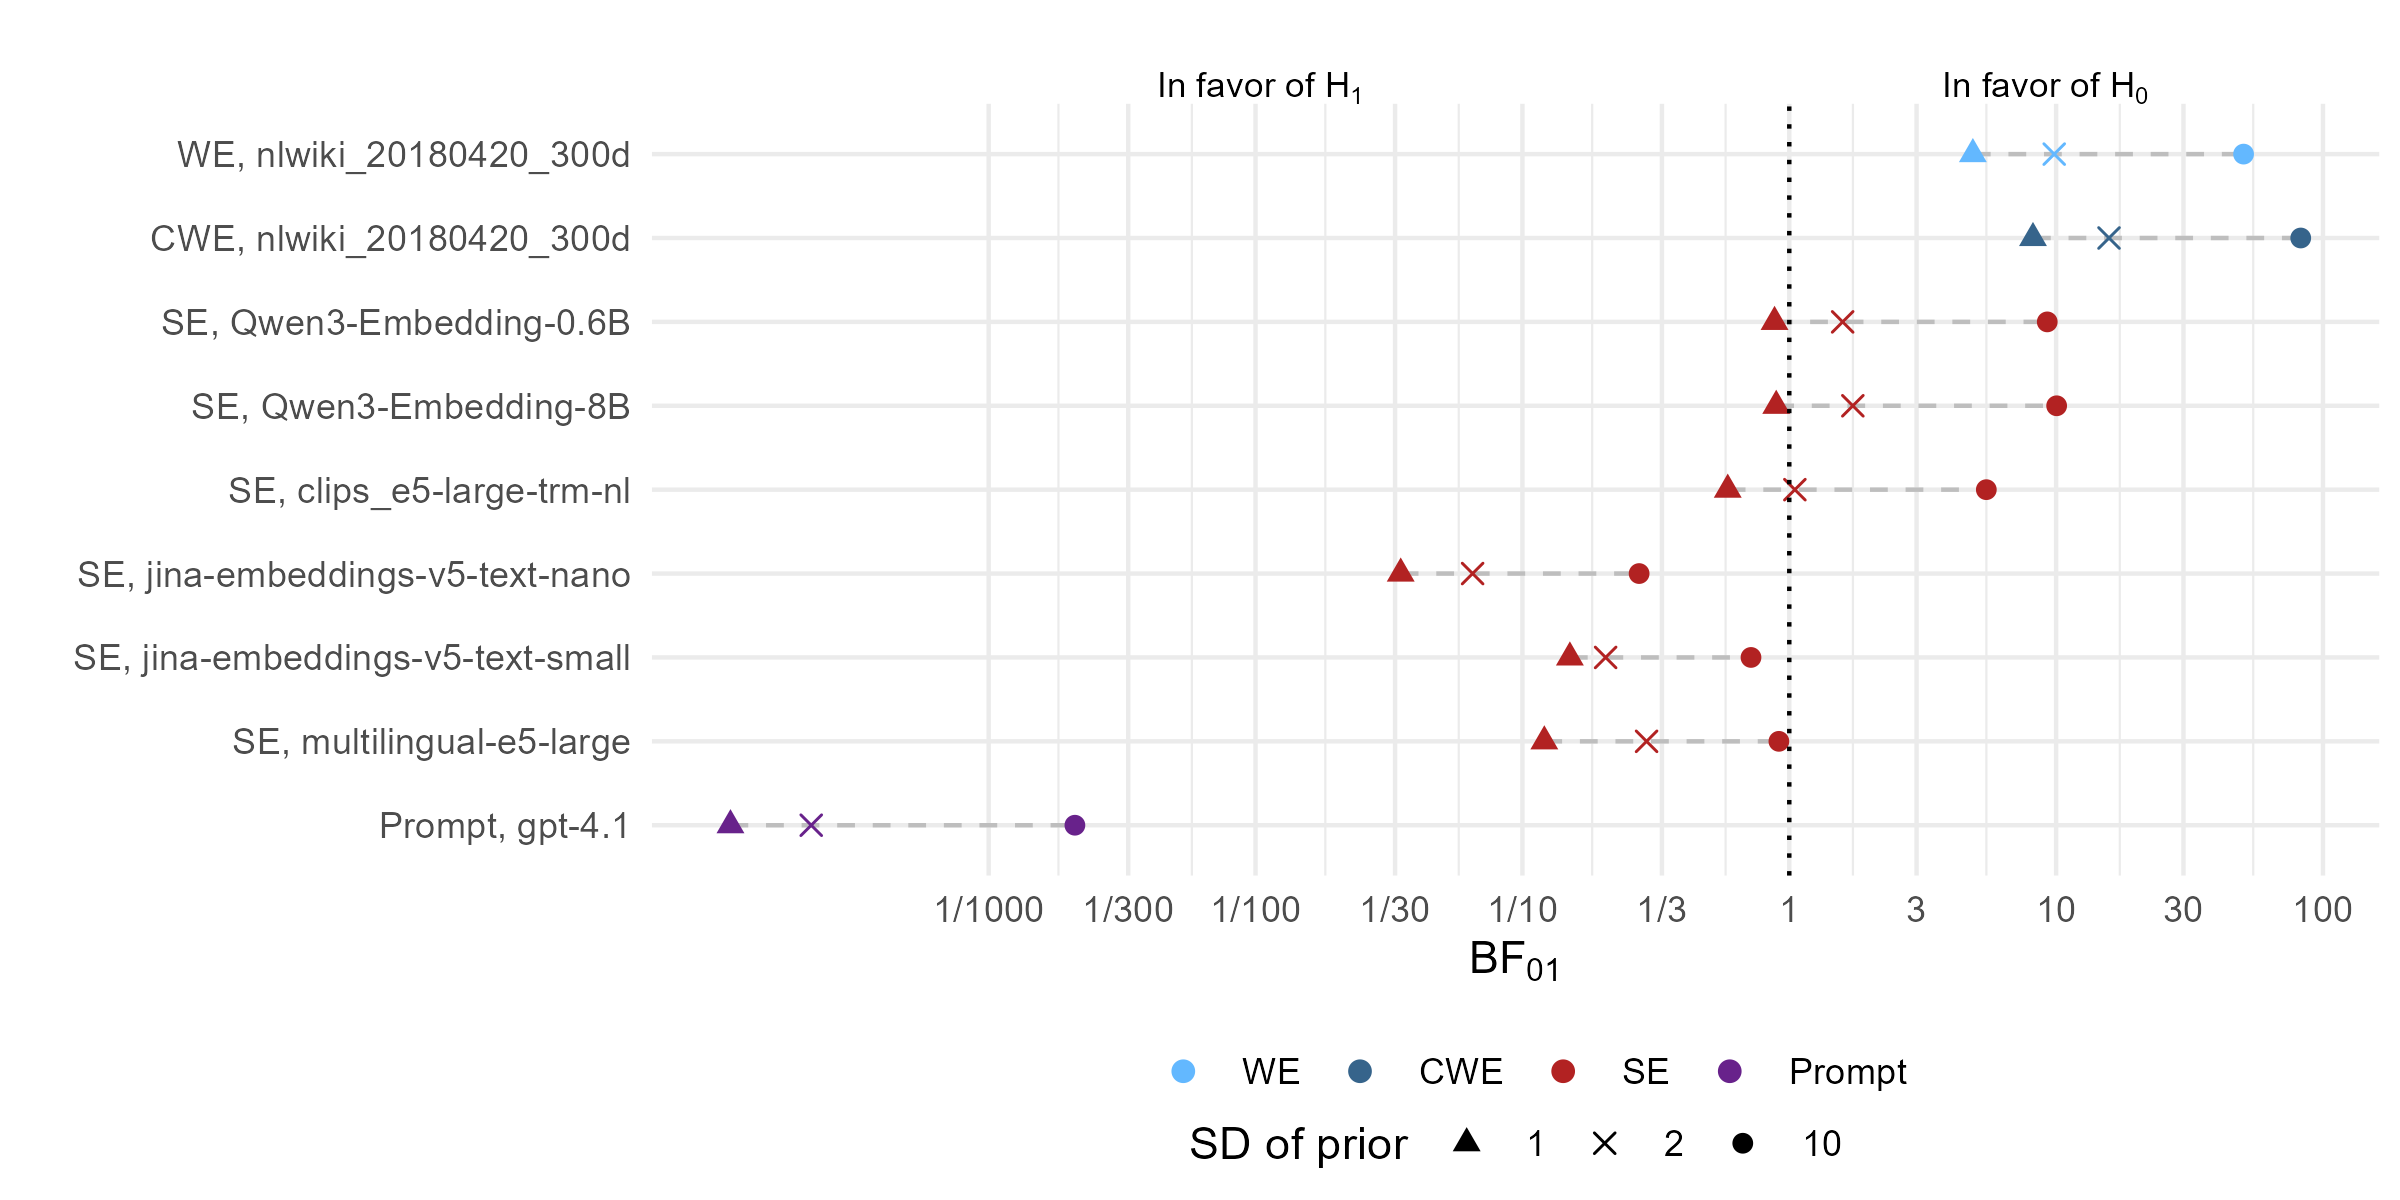 In favor of H₁ In favor of H₀
WE, nlwiki_20180420_300d
CWE, nlwiki_20180420_300d
SE, Qwen3-Embedding-0.6B
SE, Qwen3-Embedding-8B
SE, clips_e5-large-trm-nl
SE, jina-embeddings-v5-text-nano
SE, jina-embeddings-v5-text-small
SE, multilingual-e5-large
Prompt, gpt-4.1
1/1000 1/300 1/100 1/30 1/10 1/3 1 3 10 30 100
BF₀₁
WE CWE SE Prompt
SD of prior 1 2 10